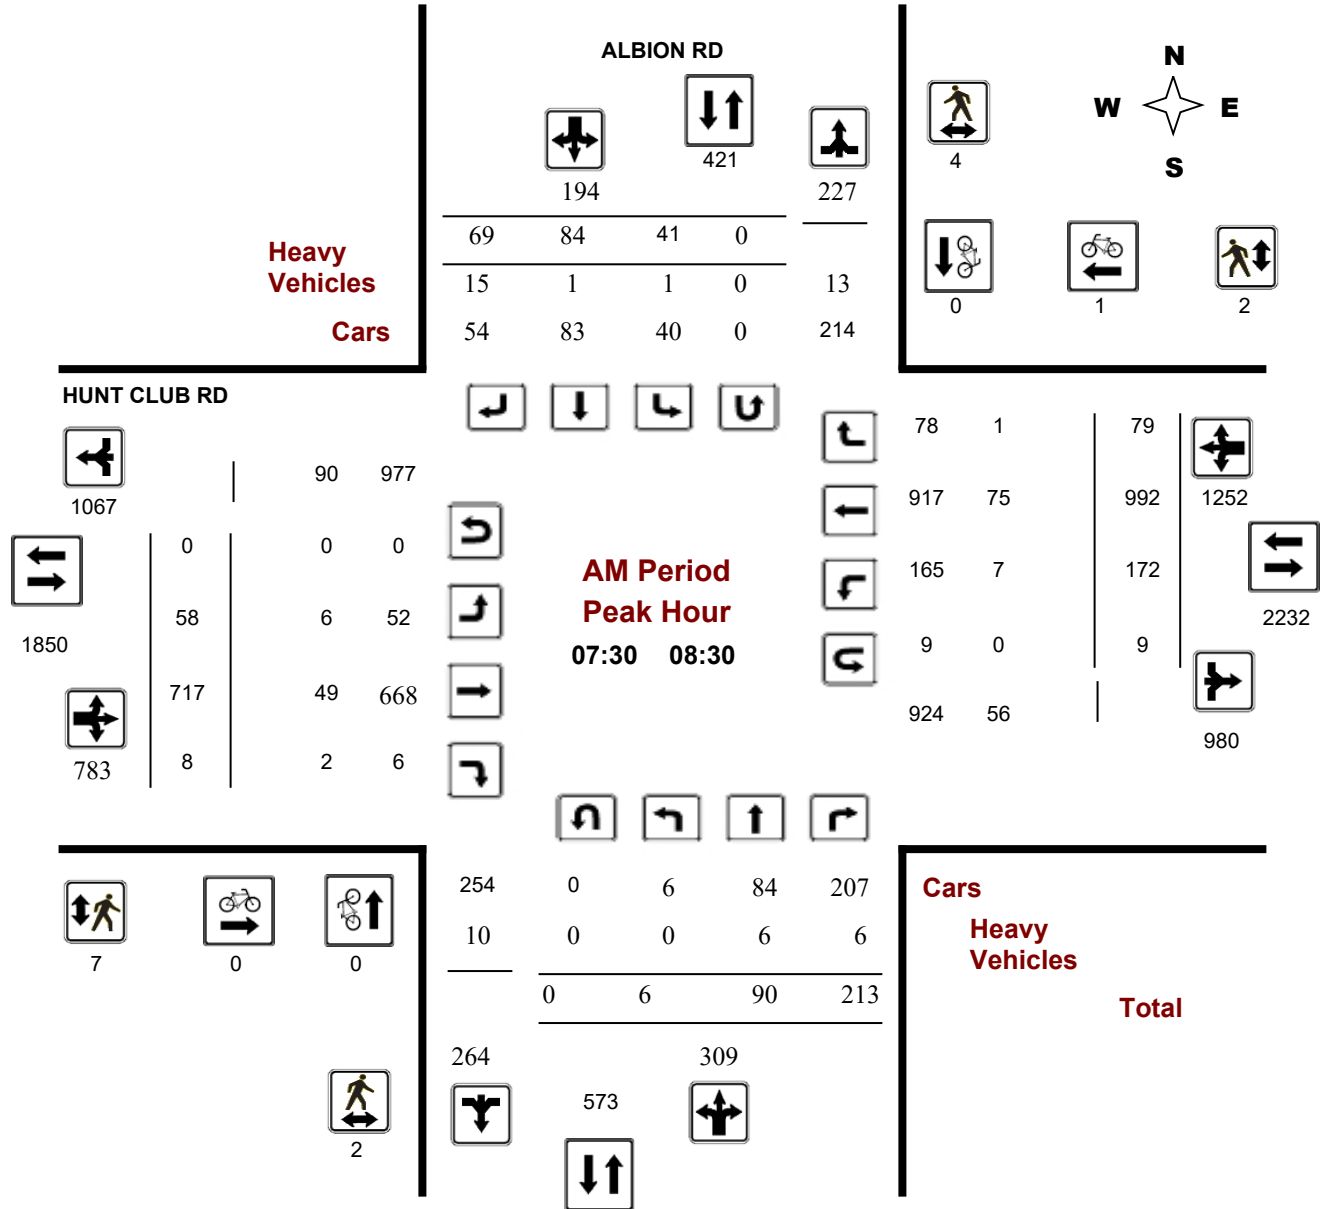 ALBION RD
N
W E
S
421
4
194
227
69 84 41 0
Heavy
Vehicles
15 1 1 0 13
0 1 2
Cars
54 83 40 0 214
HUNT CLUB RD
78 1 79
90 977
1067
917 75 992 1252
0 0 0
AM Period
165 7 172
Peak Hour
58 6 52
2232
1850
07:30 08:30
9 0 9
717 49 668
924 56
980
783 8 2 6
254 0 6 84 207
Cars
10 0 0 6 6
Heavy
Vehicles
7 0 0
0 6 90 213
Total
264 309
573
2